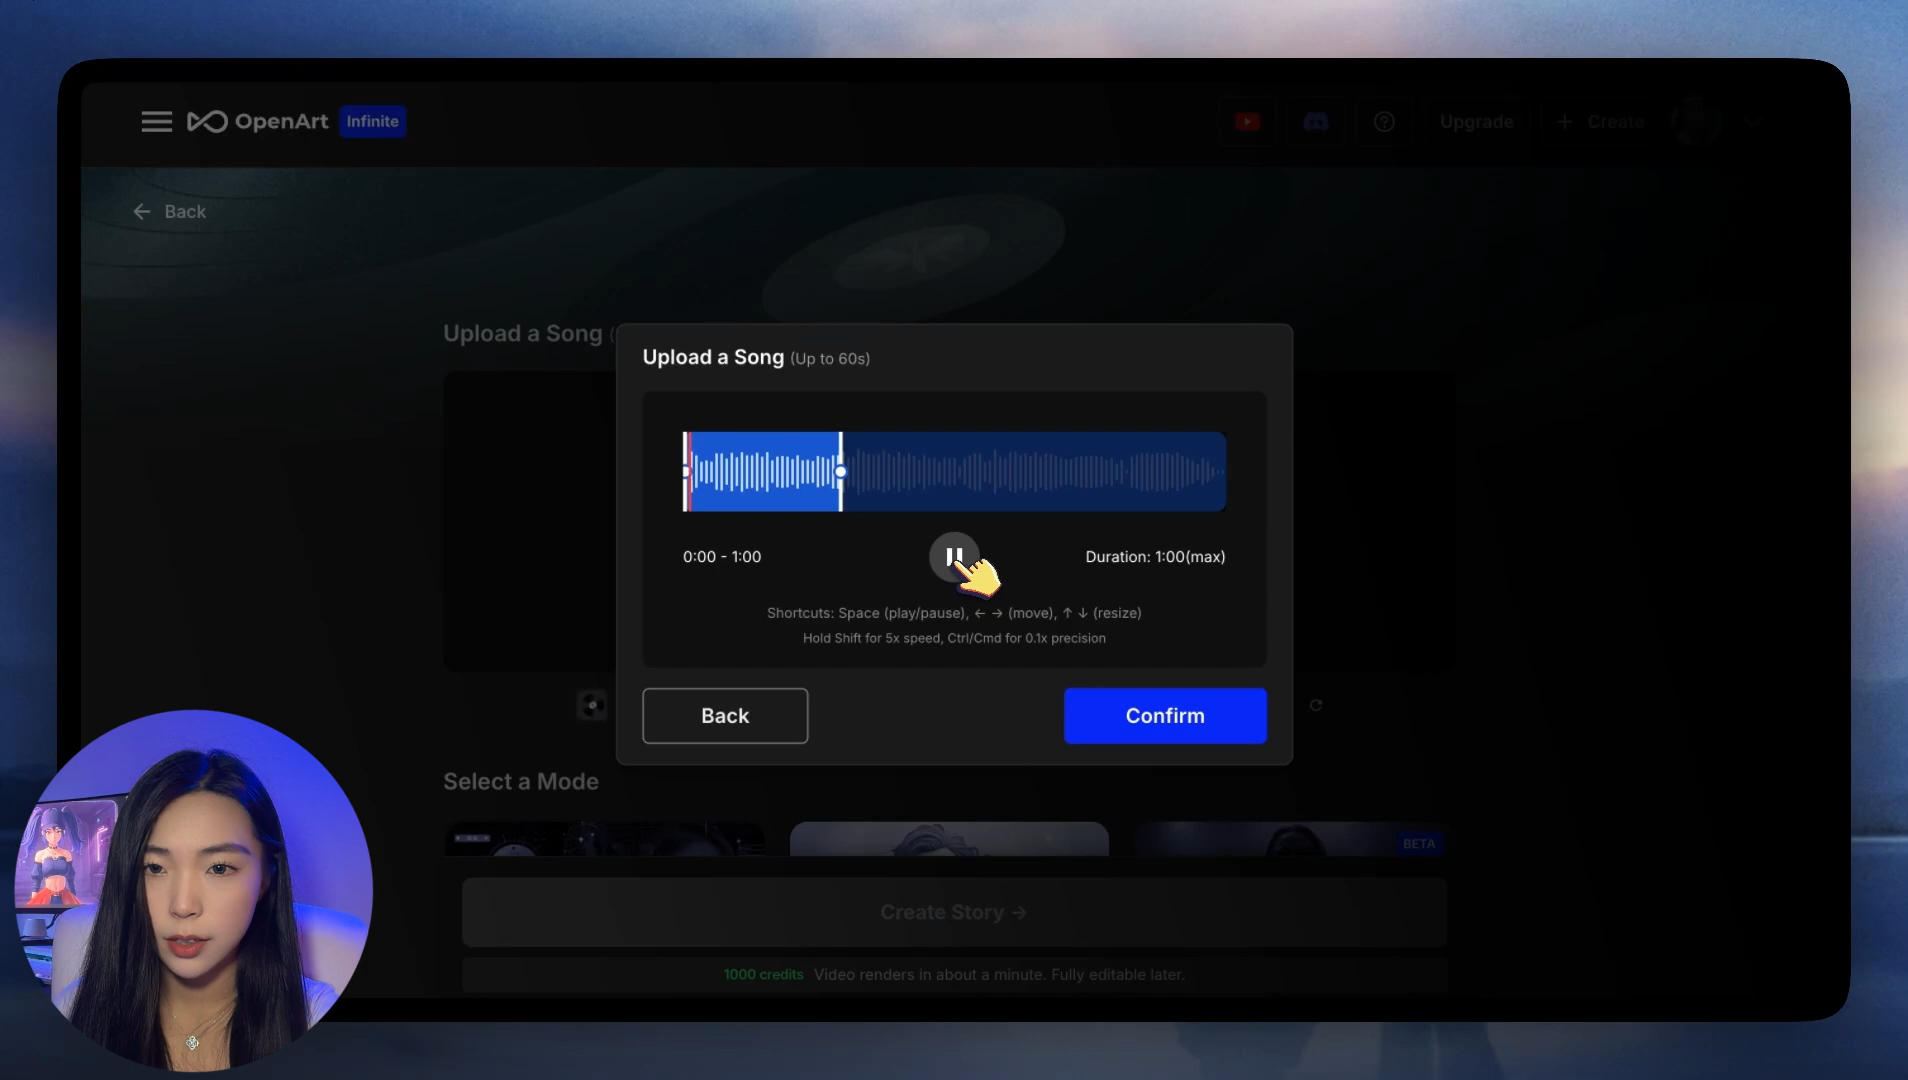 OpenArt Infinite
Upgrade
+ Create
← Back
Upload a Song (
Upload a Song (Up to 60s)
0:00 - 1:00
Duration: 1:00(max)
Shortcuts: Space (play/pause), ← → (move), ↑ ↓ (resize)
Hold Shift for 5x speed, Ctrl/Cmd for 0.1x precision
Back
Confirm
Select a Mode
BETA
Create Story →
1000 credits Video renders in about a minute. Fully editable later.